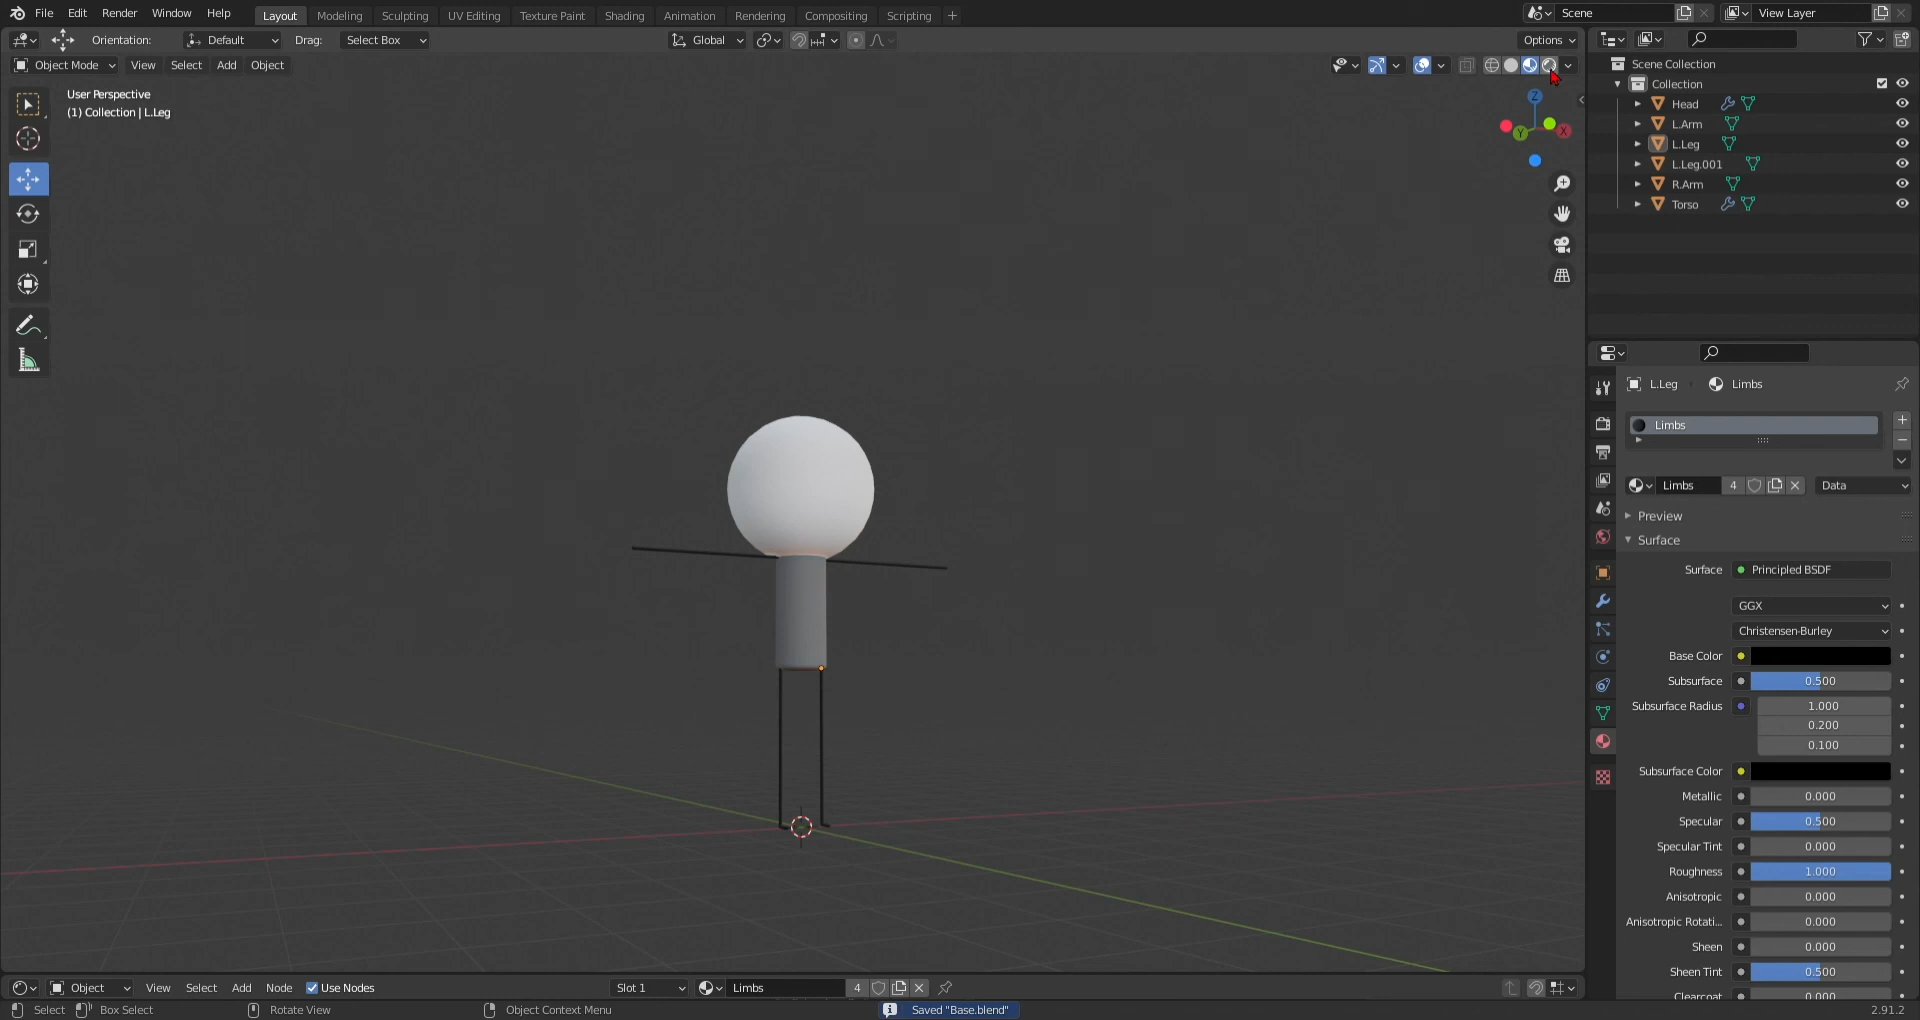 File Edit Render Window Help Layout Modeling Sculpting UV Editing Texture Paint Shading Animation Rendering Compositing Scripting + Scene View Layer
Orientation: Default Drag: Select Box Global Options
Object Mode View Select Add Object
User Perspective
(1) Collection | L.Leg
Z
Y
X
Scene Collection
Collection
Head
L.Arm
L.Leg
L.Leg.001
R.Arm
Torso
L.Leg Limbs
Limbs
Limbs 4 Data
Preview
Surface
Surface Principled BSDF
GGX
Christensen-Burley
Base Color
Subsurface 0.500
Subsurface Radius 1.000
0.200
0.100
Subsurface Color
Metallic 0.000
Specular 0.500
Specular Tint 0.000
Roughness 1.000
Anisotropic 0.000
Anisotropic Rotati... 0.000
Sheen 0.000
Sheen Tint 0.500
Clearcoat 0.000
Object View Select Add Node Use Nodes Slot 1 Limbs 4
Select Box Select Rotate View Object Context Menu Saved "Base.blend" 2.91.2